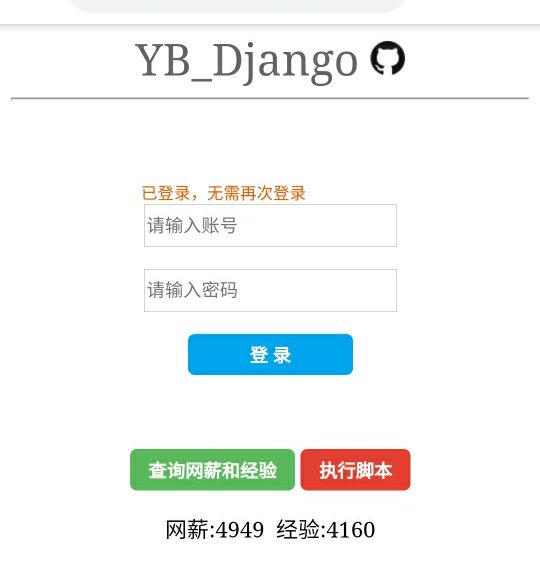 YB_Django
已登录，无需再次登录
请输入账号
请输入密码
登 录
查询网薪和经验 执行脚本
网薪:4949 经验:4160